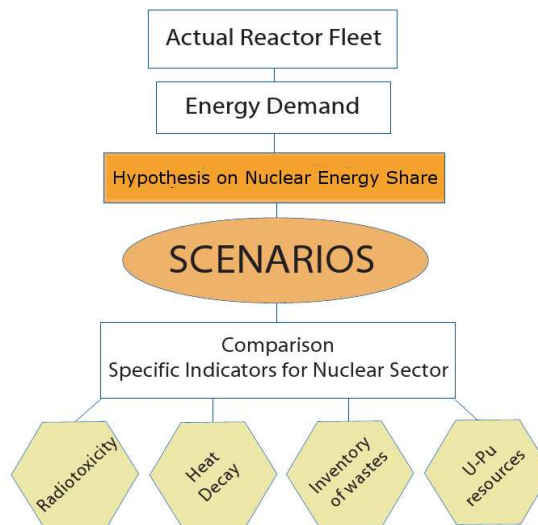 Actual Reactor Fleet
Energy Demand
Hypothesis on Nuclear Energy Share
SCENARIOS
Comparison
Specific Indicators for Nuclear Sector
Radiotoxicity
Heat
Decay
Inventory
of wastes
U-Pu
resources